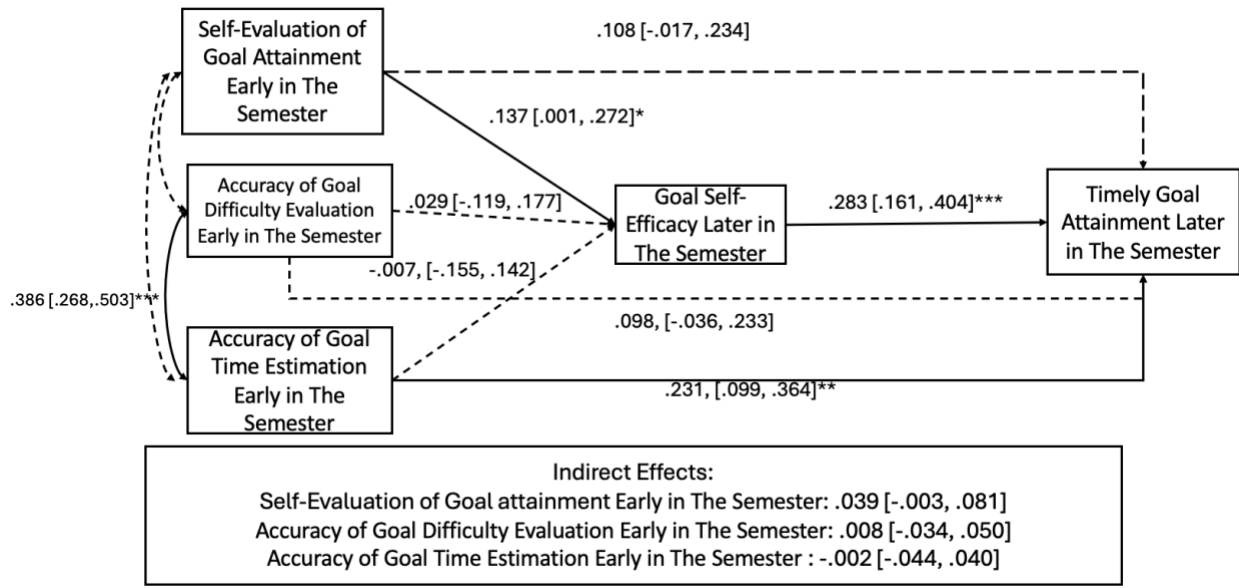 Self-Evaluation of
Goal Attainment
Early in The
Semester
.108 [-.017, .234]
.137 [.001, .272]*
Accuracy of Goal
Difficulty Evaluation
Early in The Semester
.029 [-.119, .177]
Goal Self-
Efficacy Later in
The Semester
.283 [.161, .404]***
Timely Goal
Attainment Later
in The Semester
-.007, [-.155, .142]
.386 [.268,.503]***
.098, [-.036, .233]
Accuracy of Goal
Time Estimation
Early in The
Semester
.231, [.099, .364]**
Indirect Effects:
Self-Evaluation of Goal attainment Early in The Semester: .039 [-.003, .081]
Accuracy of Goal Difficulty Evaluation Early in The Semester: .008 [-.034, .050]
Accuracy of Goal Time Estimation Early in The Semester : -.002 [-.044, .040]